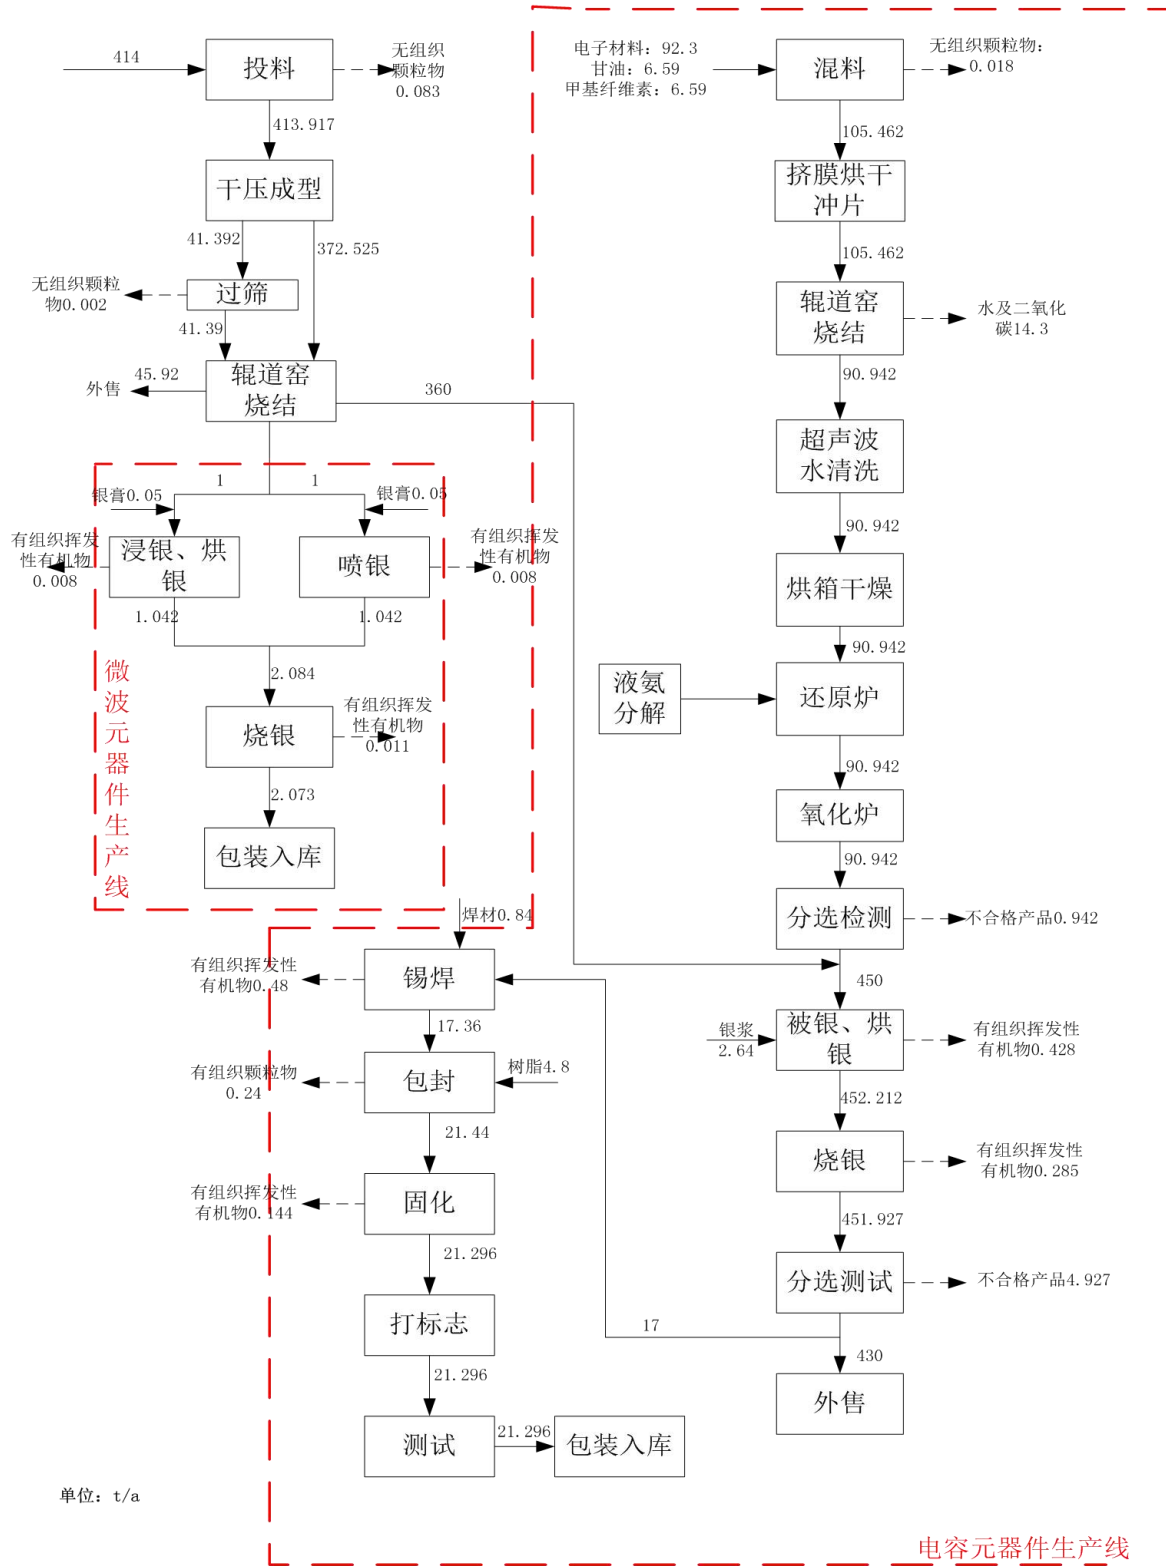 414
投料
无组织
颗粒物
0.083
413.917
干压成型
41.392
372.525
无组织颗粒
物0.002
过筛
41.39
外售
45.92
辊道窑
烧结
360
1
1
银膏0.05
银膏0.05
有组织挥发
性有机物
0.008
浸银、烘
银
喷银
有组织挥发
性有机物
0.008
1.042
1.042
2.084
烧银
有组织挥发
性有机物
0.011
2.073
包装入库
微波元器件生产线
电子材料：92.3
甘油：6.59
甲基纤维素：6.59
混料
无组织颗粒物：
0.018
105.462
挤膜烘干
冲片
105.462
辊道窑
烧结
水及二氧化
碳14.3
90.942
超声波
水清洗
90.942
烘箱干燥
90.942
液氨
分解
还原炉
90.942
氧化炉
90.942
分选检测
不合格产品0.942
450
银浆
2.64
被银、烘
银
有组织挥发性
有机物0.428
452.212
烧银
有组织挥发性
有机物0.285
451.927
分选测试
不合格产品4.927
17
430
外售
焊材0.84
有组织挥发性
有机物0.48
锡焊
17.36
有组织颗粒物
0.24
包封
树脂4.8
21.44
有组织挥发性
有机物0.144
固化
21.296
打标志
21.296
测试
21.296
包装入库
单位：t/a
电容元器件生产线